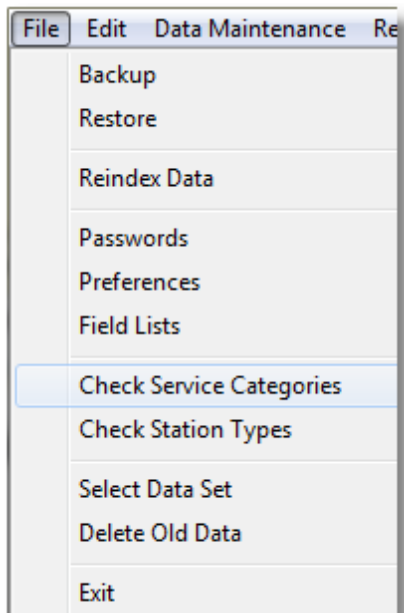 File Edit Data Maintenance Re
Backup
Restore
Reindex Data
Passwords
Preferences
Field Lists
Check Service Categories
Check Station Types
Select Data Set
Delete Old Data
Exit